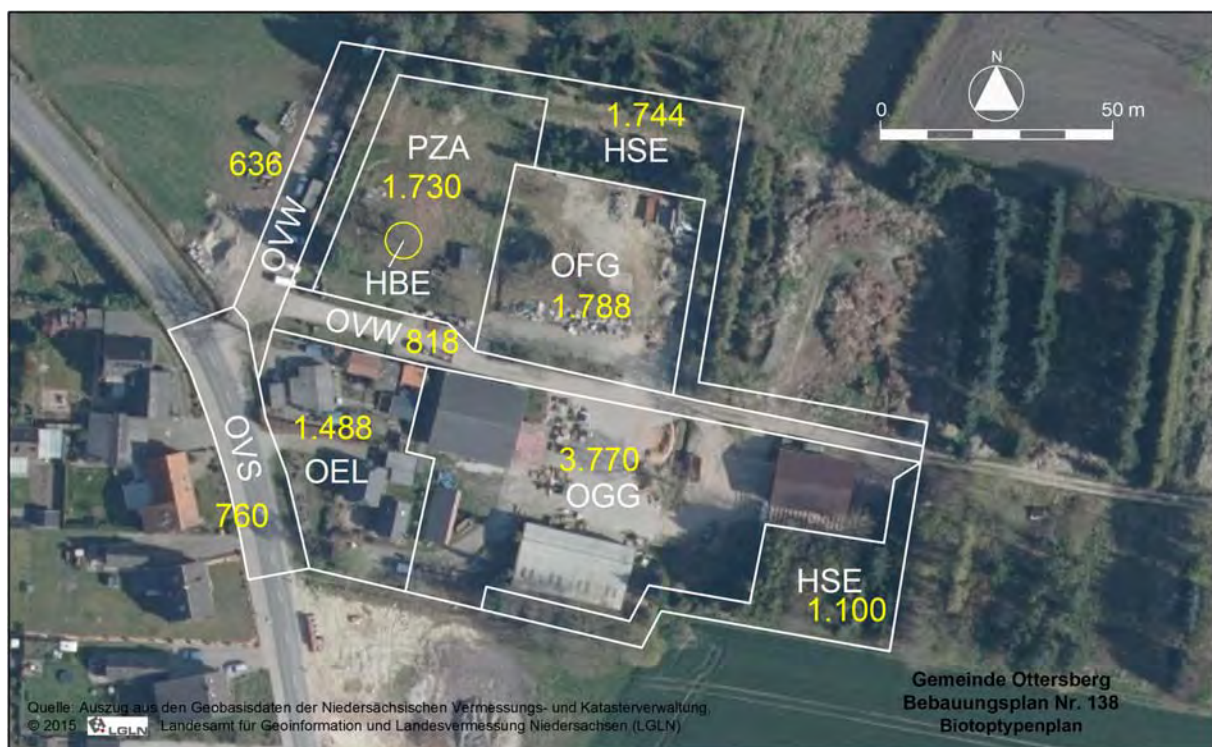 N
0 50 m
1.744
HSE
PZA
1.730
636
OVW
HBE
OFG
1.788
OVW 818
1.488
OEL
OVS
760
3.770
OGG
HSE
1.100
Gemeinde Ottersberg
Bebauungsplan Nr. 138
Biotoptypenplan
Quelle: Auszug aus den Geobasisdaten der Niedersächsischen Vermessungs- und Katasterverwaltung,
© 2015 LGLN Landesamt für Geoinformation und Landesvermessung Niedersachsen (LGLN)